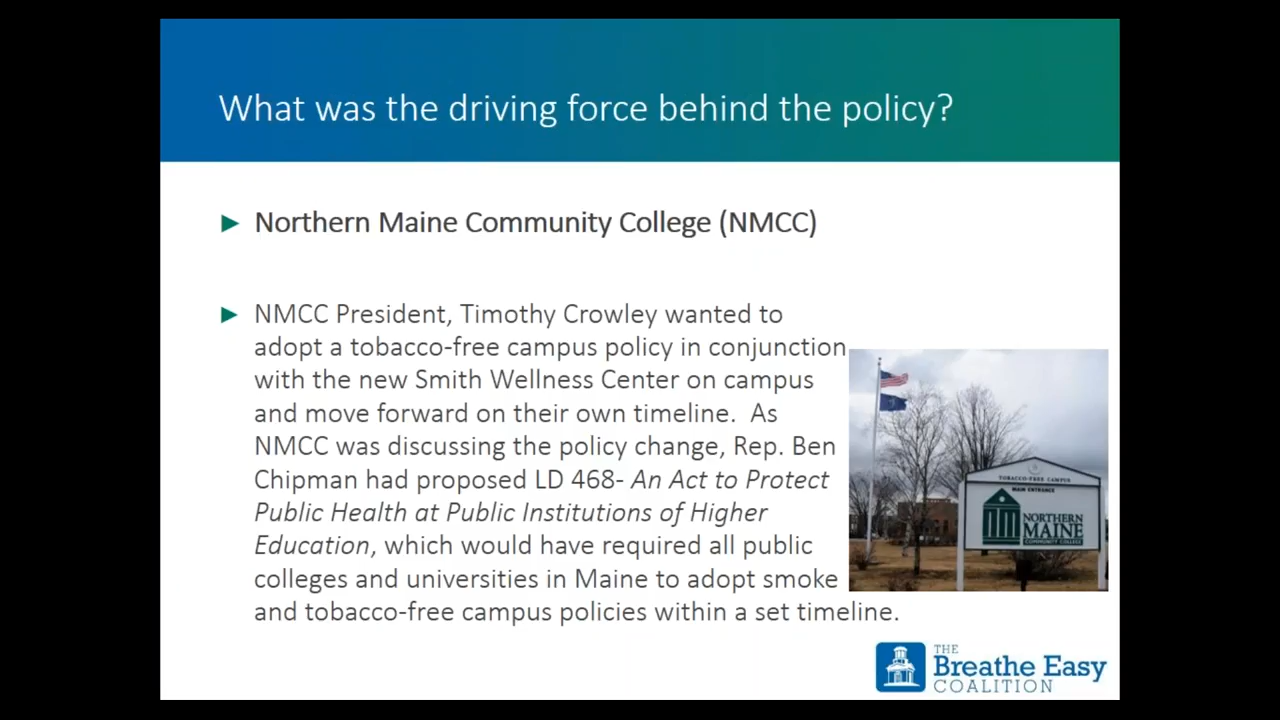 What was the driving force behind the policy?
Northern Maine Community College (NMCC)
NMCC President, Timothy Crowley wanted to
adopt a tobacco-free campus policy in conjunction
with the new Smith Wellness Center on campus
and move forward on their own timeline. As
NMCC was discussing the policy change, Rep. Ben
Chipman had proposed LD 468- An Act to Protect
Public Health at Public Institutions of Higher
Education, which would have required all public
colleges and universities in Maine to adopt smoke
and tobacco-free campus policies within a set timeline.
TOBACCO-FREE CAMPUS
MAIN ENTRANCE
NORTHERN
MAINE
COMMUNITY COLLEGE
THE
Breathe Easy
COALITION